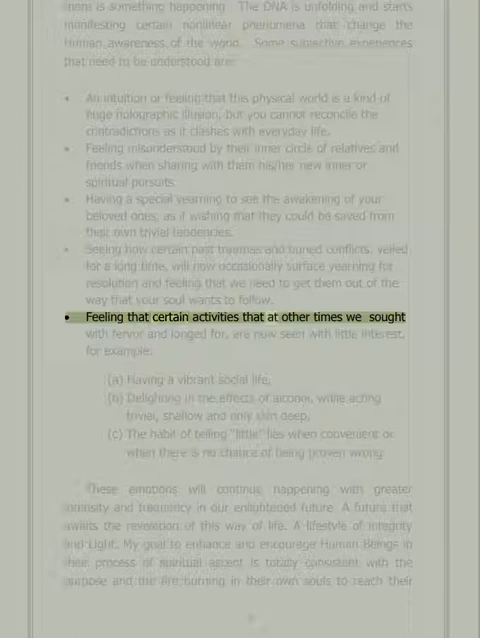 mons is something happening. The DNA is unfolding and starts
manifesting certain nonlinear phenomena that change the
Human awareness of the world. Some subjective experiences
that need to be understood are:
• An intuition or feeling that this physical world is a kind of
huge holographic illusion, but you cannot reconcile the
contradictions as it clashes with everyday life.
• Feeling misunderstood by their inner circle of relatives and
friends when sharing with them his/her new inner or
spiritual pursuits.
• Having a special yearning to see the awakening of your
beloved ones, as if wishing that they could be saved from
their own trivial tendencies.
• Seeing how certain past traumas and buried conflicts, veiled
for a long time, will now occasionally surface yearning for
resolution and feeling that we need to get them out of the
way that your soul wants to follow.
• Feeling that certain activities that at other times we sought
with fervor and longed for, are now seen with little interest,
for example:
(a) Having a vibrant social life,
(b) Delighting in the effects of alcohol, while acting
trivial, shallow and only skin deep,
(c) The habit of telling "little" lies when convenient or
when there is no chance of being proven wrong
These emotions will continue happening with greater
intensity and frequency in our enlightened future. A future that
awaits the revelation of this way of life. A lifestyle of integrity
and Light. My goal to enhance and encourage Human Beings in
their process of spiritual ascent is totally consistent with the
purpose and the fire burning in their own souls to reach their